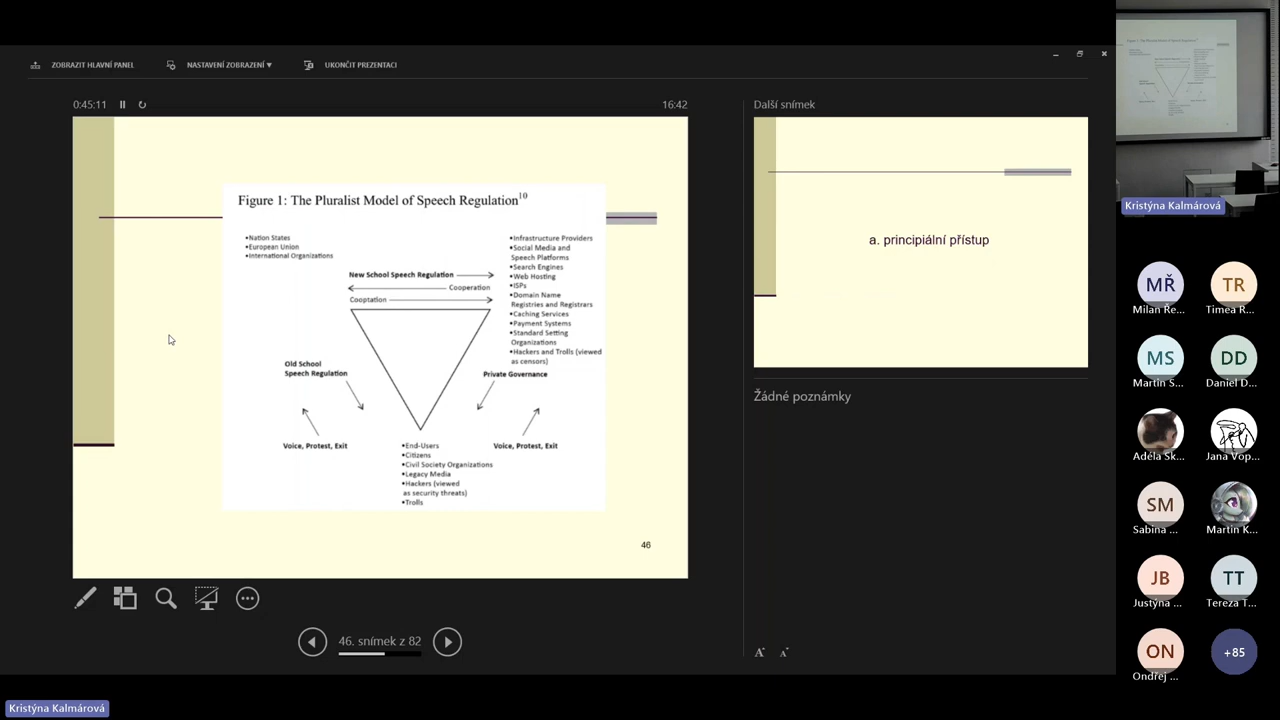 ZOBRAZIT HLAVNÍ PANEL
NASTAVENÍ ZOBRAZENÍ ▼
UKONČIT PREZENTACI
0:45:11
16:42
Figure 1: The Pluralist Model of Speech Regulation10
•Nation States
•European Union
•International Organizations
•Infrastructure Providers
•Social Media and
Speech Platforms
•Search Engines
•Web Hosting
•ISPs
•Domain Name
Registries and Registrars
•Caching Services
•Payment Systems
•Standard Setting
Organizations
•Hackers and Trolls (viewed
as censors)
New School Speech Regulation
Cooperation
Cooptation
Old School
Speech Regulation
Private Governance
Voice, Protest, Exit
Voice, Protest, Exit
•End-Users
•Citizens
•Civil Society Organizations
•Legacy Media
•Hackers (viewed
as security threats)
•Trolls
46
46. snímek z 82
Další snímek
a. principiální přístup
Žádné poznámky
A A
Kristýna Kalmárová
MŘ
Milan Ře...
TR
Timea R...
MS
Martin S...
DD
Daniel D...
Adéla Sk...
Jana Vop...
SM
Sabina ...
Martin K...
JB
Justýna ...
TT
Tereza T...
ON
Ondřej ...
+85
Kristýna Kalmárová